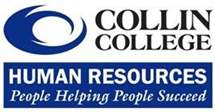 COLLIN
COLLEGE
HUMAN RESOURCES
People Helping People Succeed